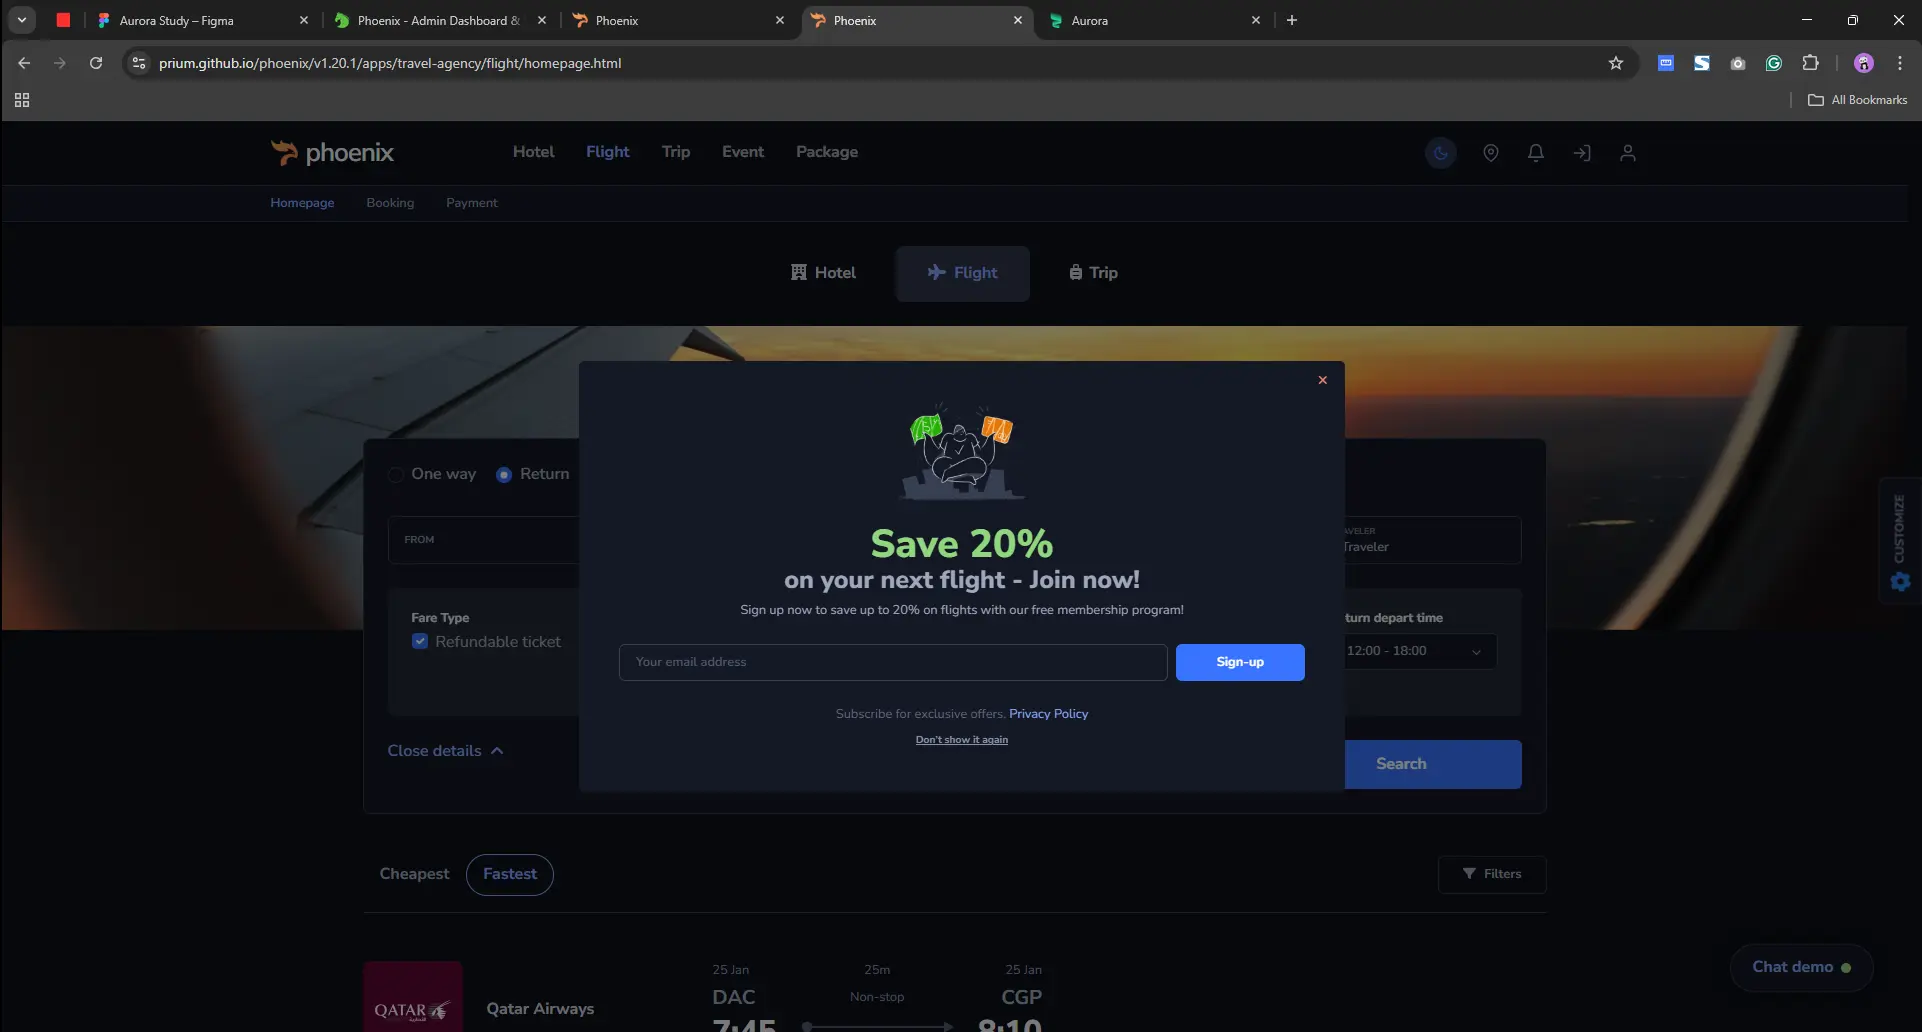 Aurora Study – Figma
Phoenix - Admin Dashboard &
Phoenix
Phoenix
Aurora
prium.github.io/phoenix/v1.20.1/apps/travel-agency/flight/homepage.html
All Bookmarks
phoenix
Hotel
Flight
Trip
Event
Package
Homepage
Booking
Payment
Hotel
Flight
Trip
One way
Return
FROM
AVELER
Traveler
Fare Type
Refundable ticket
turn depart time
12:00 - 18:00
Close details
Search
Save 20%
on your next flight - Join now!
Sign up now to save up to 20% on flights with our free membership program!
Your email address
Sign-up
Subscribe for exclusive offers. Privacy Policy
Don't show it again
CUSTOMIZE
Cheapest
Fastest
Filters
QATAR
Qatar Airways
25 Jan
25m
25 Jan
DAC
Non-stop
CGP
7:45
8:10
Chat demo